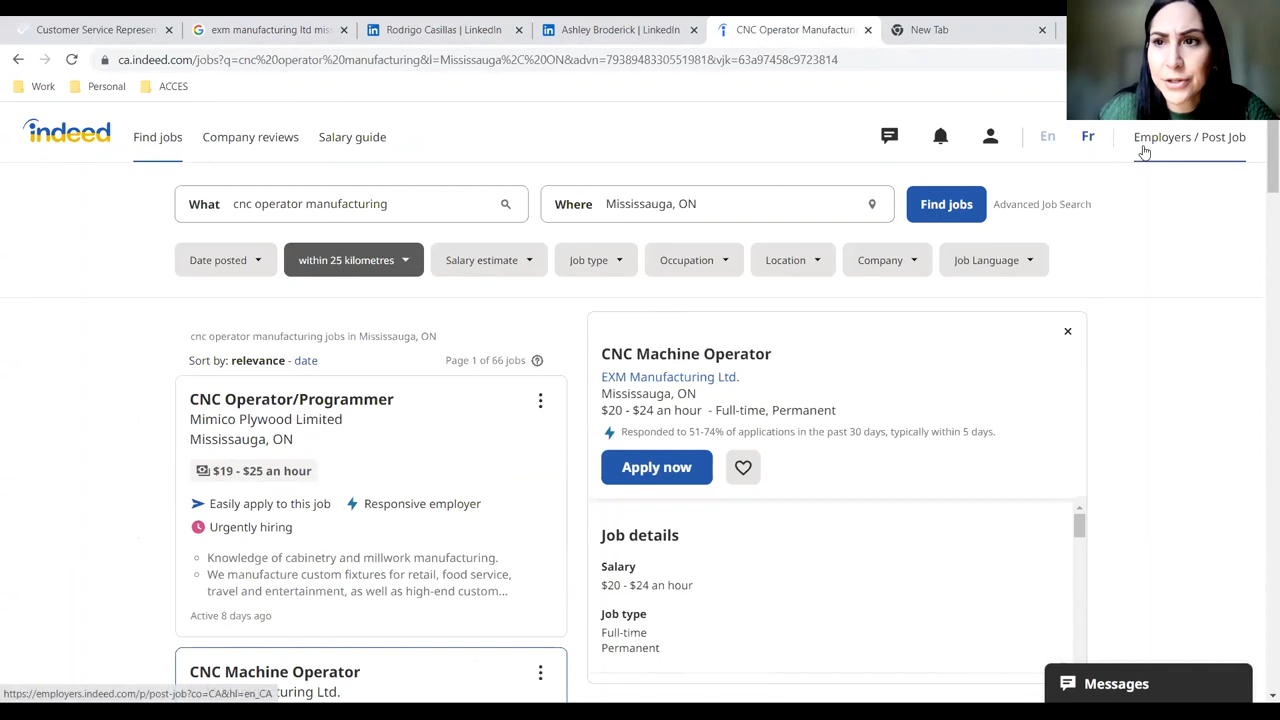 Customer Service Represen
exm manufacturing ltd miss
Rodrigo Casillas | LinkedIn
Ashley Broderick | LinkedIn
CNC Operator Manufacturin
New Tab
ca.indeed.com/jobs?q=cnc%20operator%20manufacturing&l=Mississauga%2C%20ON&advn=7938948330551981&vjk=63a97458c9723814
Work
Personal
ACCES
indeed
Find jobs
Company reviews
Salary guide
En
Fr
Employers / Post Job
What cnc operator manufacturing
Where Mississauga, ON
Find jobs
Advanced Job Search
Date posted
within 25 kilometres
Salary estimate
Job type
Occupation
Location
Company
Job Language
cnc operator manufacturing jobs in Mississauga, ON
Sort by: relevance - date
Page 1 of 66 jobs
CNC Operator/Programmer
Mimico Plywood Limited
Mississauga, ON
$19 - $25 an hour
Easily apply to this job
Responsive employer
Urgently hiring
Knowledge of cabinetry and millwork manufacturing.
We manufacture custom fixtures for retail, food service,
travel and entertainment, as well as high-end custom...
Active 8 days ago
CNC Machine Operator
uring Ltd.
CNC Machine Operator
EXM Manufacturing Ltd.
Mississauga, ON
$20 - $24 an hour - Full-time, Permanent
Responded to 51-74% of applications in the past 30 days, typically within 5 days.
Apply now
Job details
Salary
$20 - $24 an hour
Job type
Full-time
Permanent
Messages
https://employers.indeed.com/p/post-job?co=CA&hl=en_CA